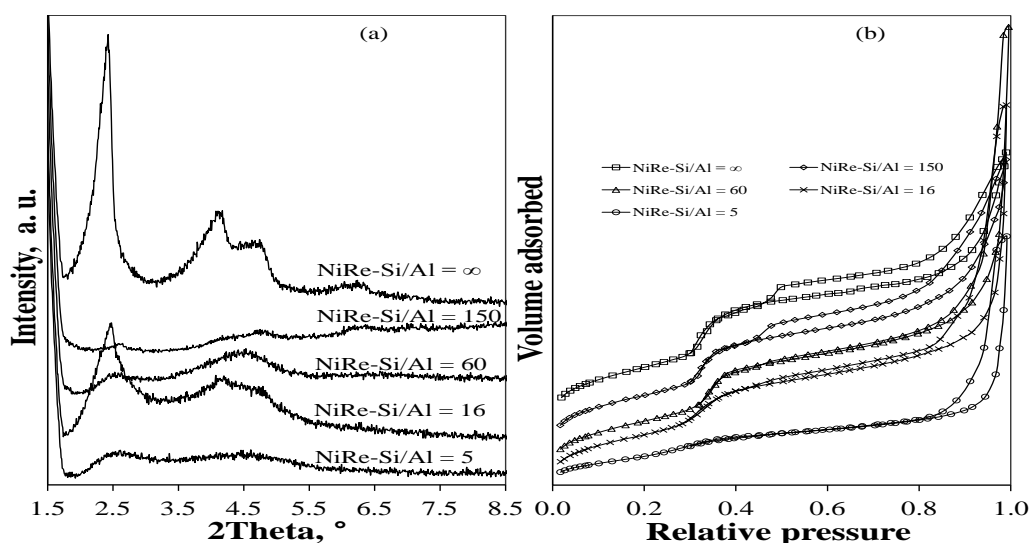 (a)
Intensity, a. u.
NiRe-Si/Al = ∞
NiRe-Si/Al = 150
NiRe-Si/Al = 60
NiRe-Si/Al = 16
NiRe-Si/Al = 5
1.5 2.5 3.5 4.5 5.5 6.5 7.5 8.5
2Theta, °
(b)
Volume adsorbed
NiRe-Si/Al = ∞ NiRe-Si/Al = 150
NiRe-Si/Al = 60 NiRe-Si/Al = 16
NiRe-Si/Al = 5
0.0 0.2 0.4 0.6 0.8 1.0
Relative pressure